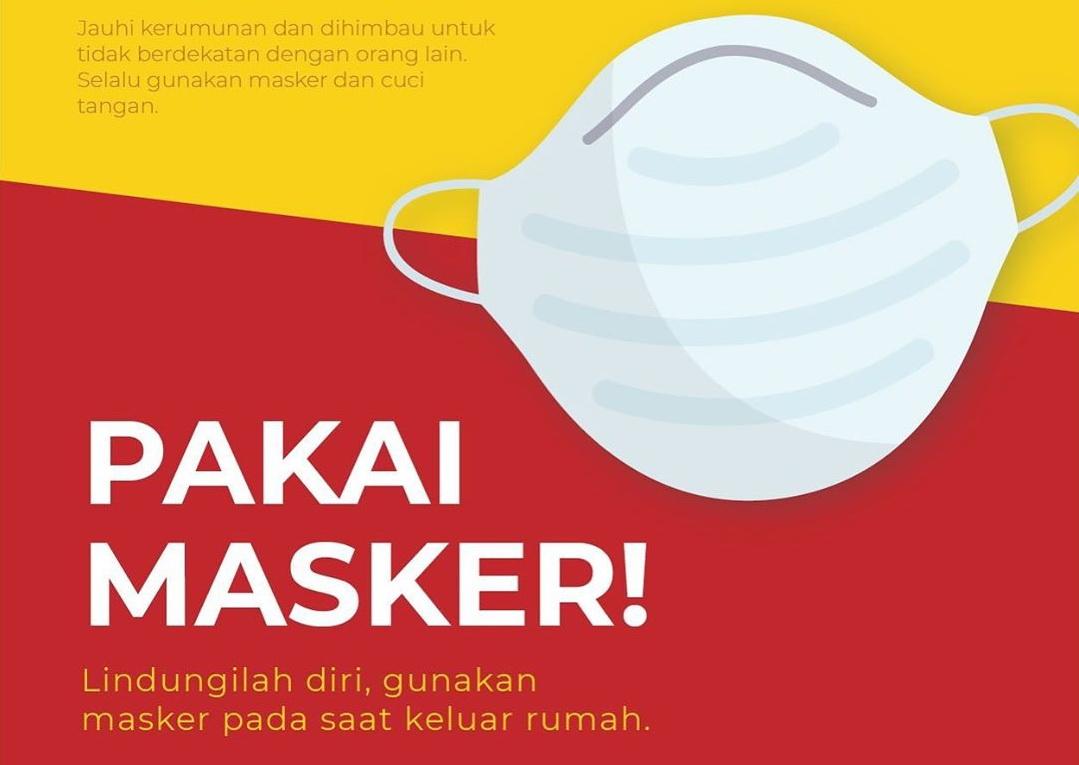 Jauhi kerumunan dan dihimbau untuk
tidak berdekatan dengan orang lain.
Selalu gunakan masker dan cuci
tangan.
PAKAI
MASKER!
Lindungilah diri, gunakan
masker pada saat keluar rumah.